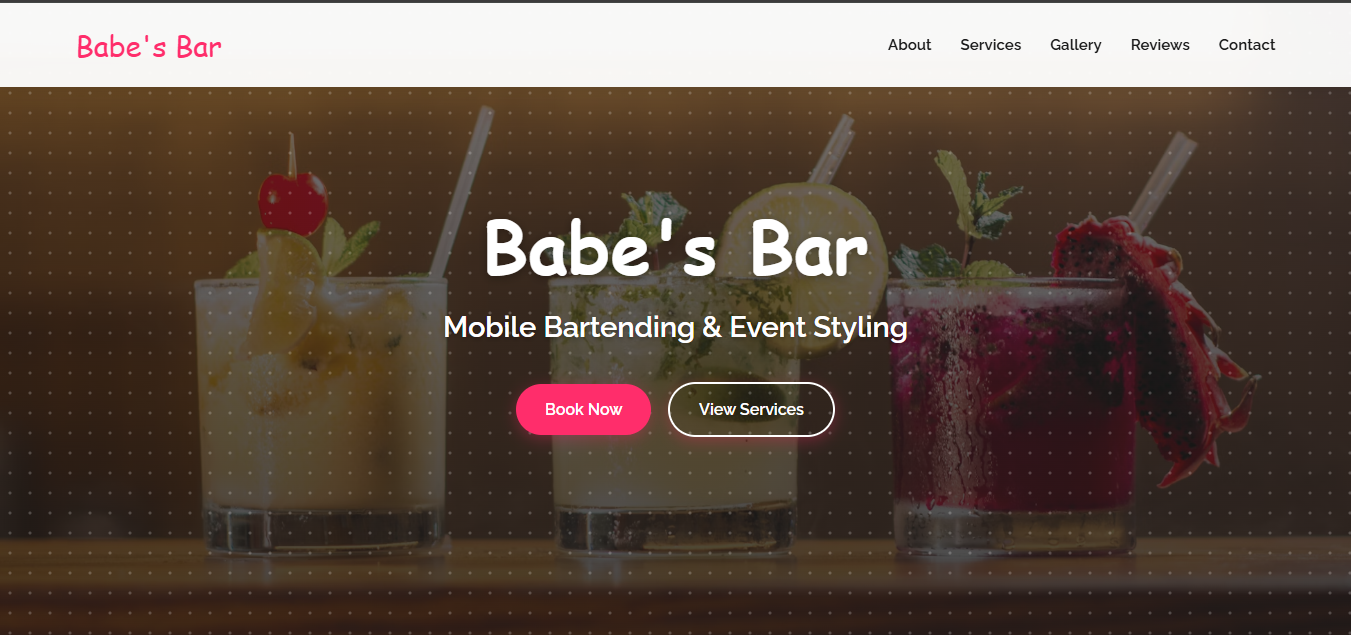 Babe's Bar
About Services Gallery Reviews Contact
Babe's Bar
Mobile Bartending & Event Styling
Book Now View Services